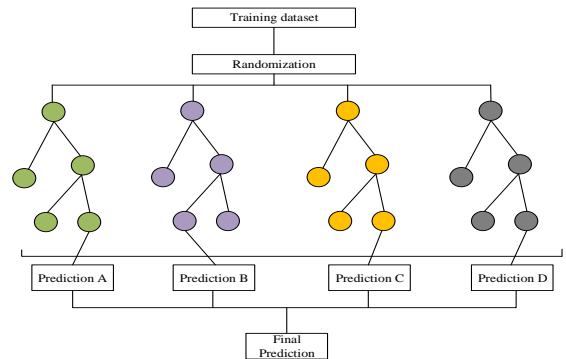 Training dataset
Randomization
Prediction A
Prediction B
Prediction C
Prediction D
Final
Prediction